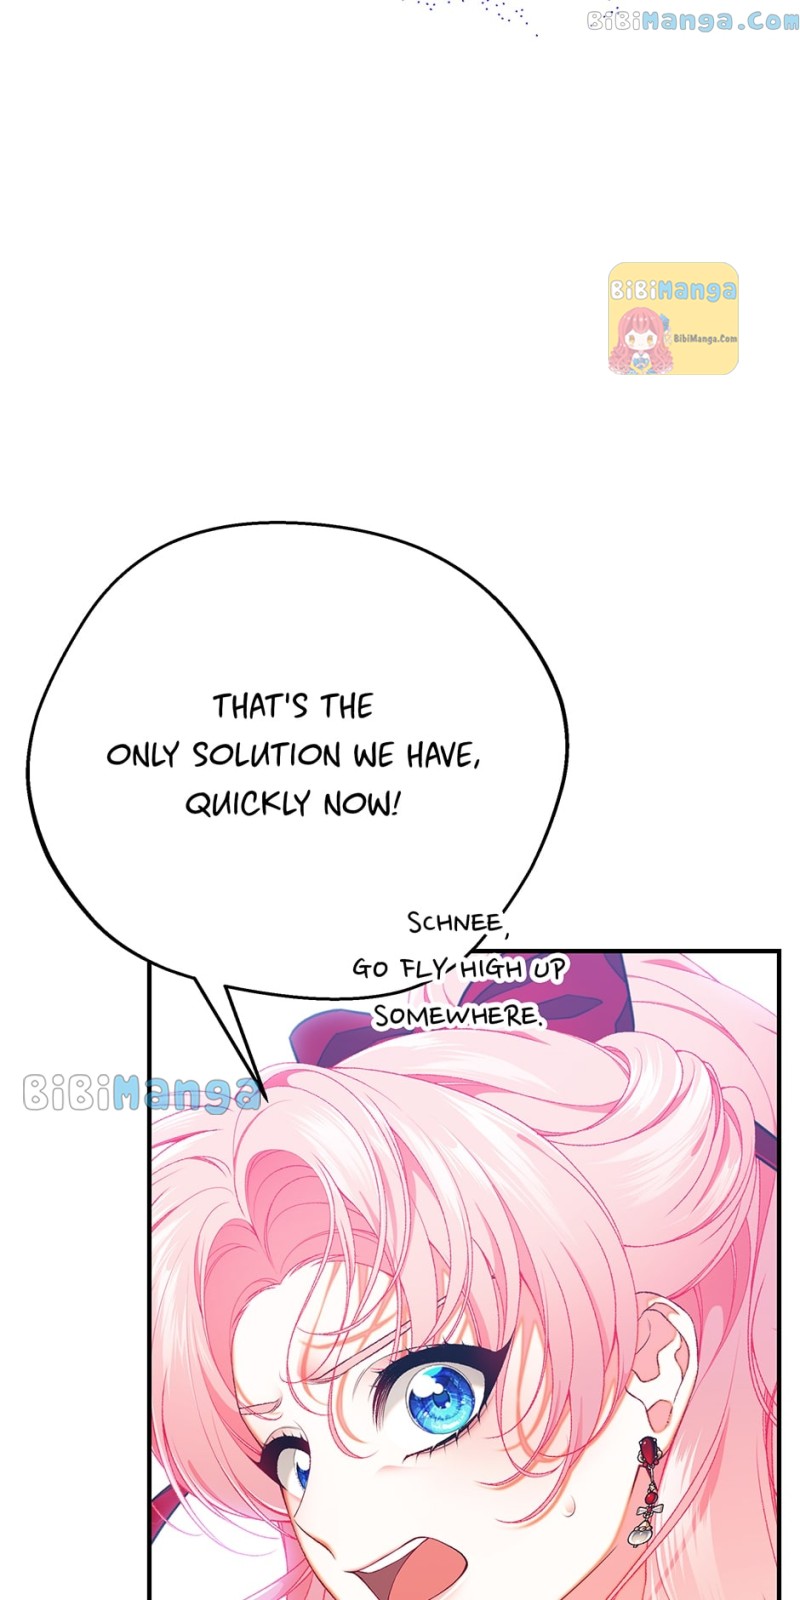 BiBiManga.Com
BiBiManga
BibiManga.Com
THAT'S THE
ONLY SOLUTION WE HAVE,
QUICKLY NOW!
SCHNEE,
GO FLY HIGH UP
SOMEWHERE.
BiBiManga